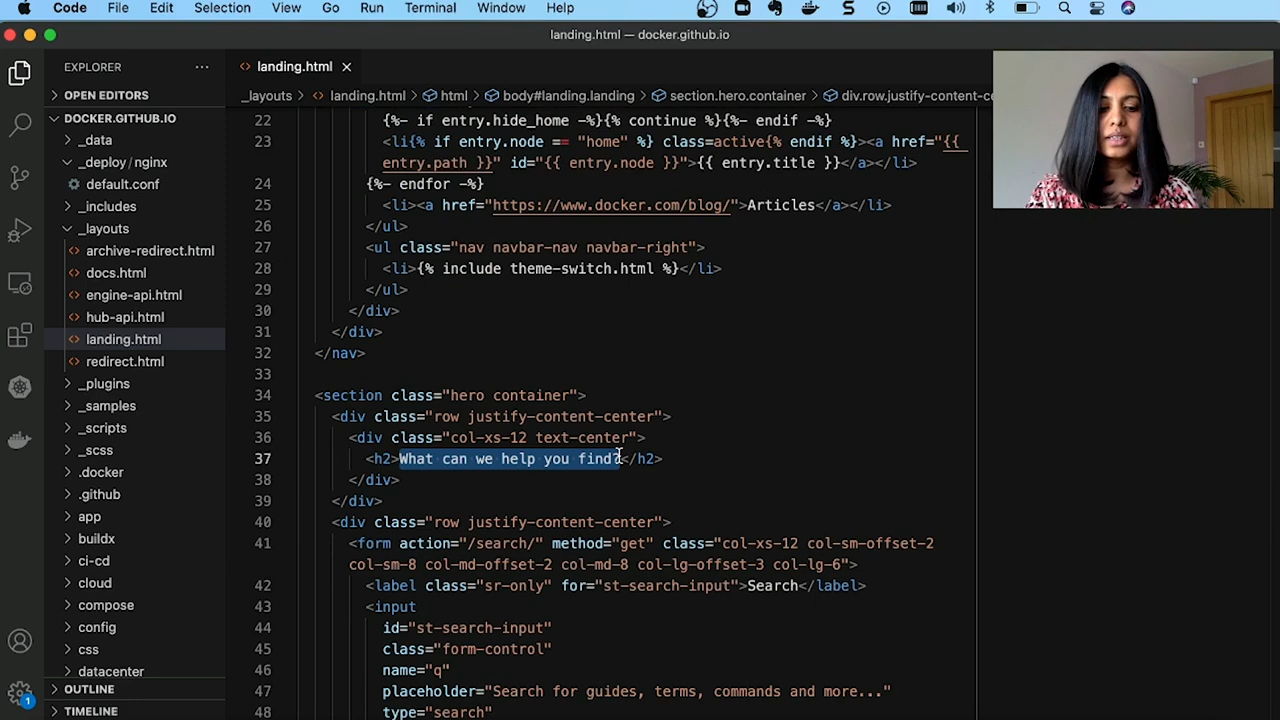 Code File Edit Selection View Go Run Terminal Window Help
landing.html — docker.github.io
EXPLORER
OPEN EDITORS
DOCKER.GITHUB.IO
_data
_deploy/nginx
default.conf
_includes
_layouts
archive-redirect.html
docs.html
engine-api.html
hub-api.html
landing.html
redirect.html
_plugins
_samples
_scripts
_scss
.docker
.github
app
buildx
ci-cd
cloud
compose
config
css
datacenter
OUTLINE
TIMELINE
1
landing.html
_layouts > landing.html > html > body#landing.landing > section.hero.container > div.row.justify-content-ce
22 {%- if entry.hide_home -%}{% continue %}{%- endif -%}
23 <li{% if entry.node == "home" %} class=active{% endif %}><a href="{{
entry.path }}" id="{{ entry.node }}">{{ entry.title }}</a></li>
24 {%- endfor -%}
25 <li><a href="https://www.docker.com/blog/">Articles</a></li>
26 </ul>
27 <ul class="nav navbar-nav navbar-right">
28 <li>{% include theme-switch.html %}</li>
29 </ul>
30 </div>
31 </div>
32 </nav>
33
34 <section class="hero container">
35 <div class="row justify-content-center">
36 <div class="col-xs-12 text-center">
37 <h2>What can we help you find?</h2>
38 </div>
39 </div>
40 <div class="row justify-content-center">
41 <form action="/search/" method="get" class="col-xs-12 col-sm-offset-2
col-sm-8 col-md-offset-2 col-md-8 col-lg-offset-3 col-lg-6">
42 <label class="sr-only" for="st-search-input">Search</label>
43 <input
44 id="st-search-input"
45 class="form-control"
46 name="q"
47 placeholder="Search for guides, terms, commands and more..."
48 type="search"